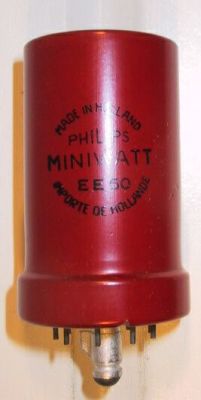 MADE IN HOLLAND
PHILIPS
MINIWATT
EE50
IMPORTE DE HOLLANDE